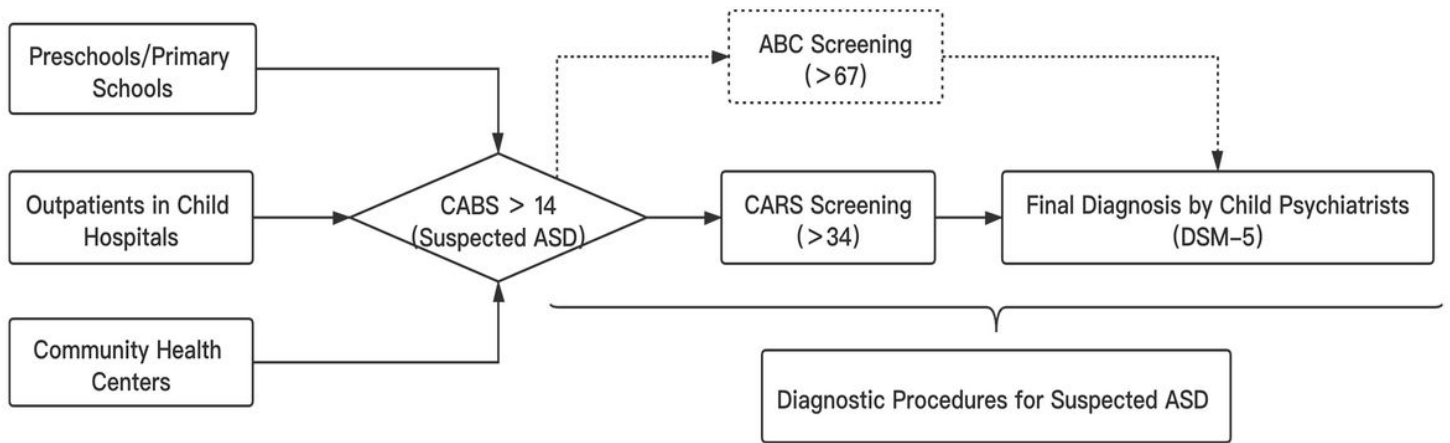 Preschools/Primary
Schools
ABC Screening
(>67)
Outpatients in Child
Hospitals
CABS > 14
(Suspected ASD)
CARS Screening
(>34)
Final Diagnosis by Child Psychiatrists
(DSM-5)
Community Health
Centers
Diagnostic Procedures for Suspected ASD